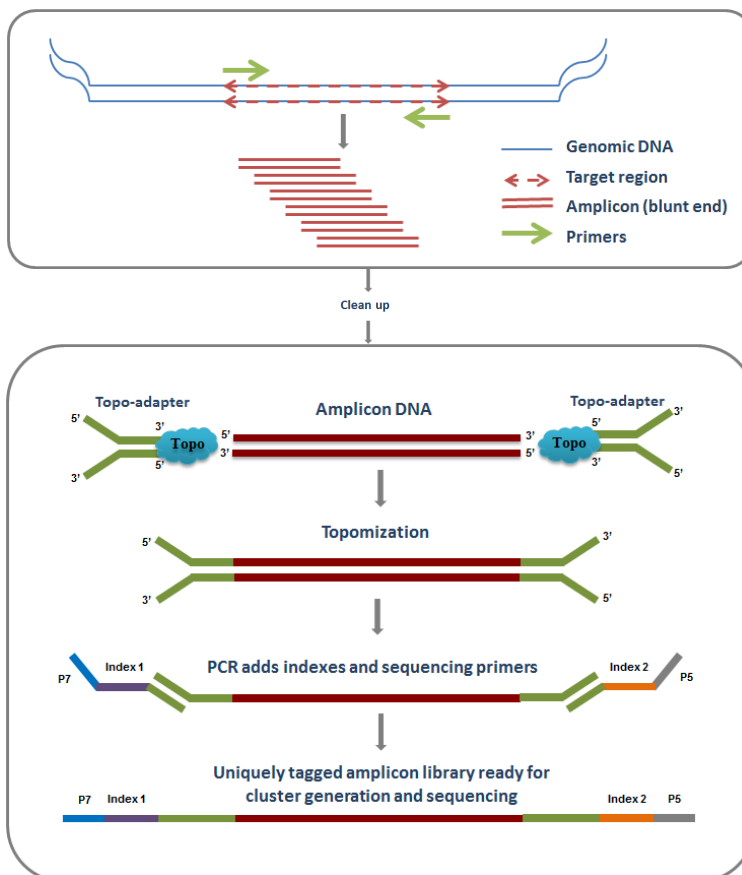 Genomic DNA
Target region
Amplicon (blunt end)
Primers
Clean up
Topo-adapter
Amplicon DNA
Topo-adapter
5’
3’
Topo
5’
3’
5’
3’
3’
5’
Topo
5’
3’
3’
5’
Topomization
5’
3’
3’
5’
P7
Index 1
PCR adds indexes and sequencing primers
Index 2
P5
Uniquely tagged amplicon library ready for
cluster generation and sequencing
P7
Index 1
Index 2
P5